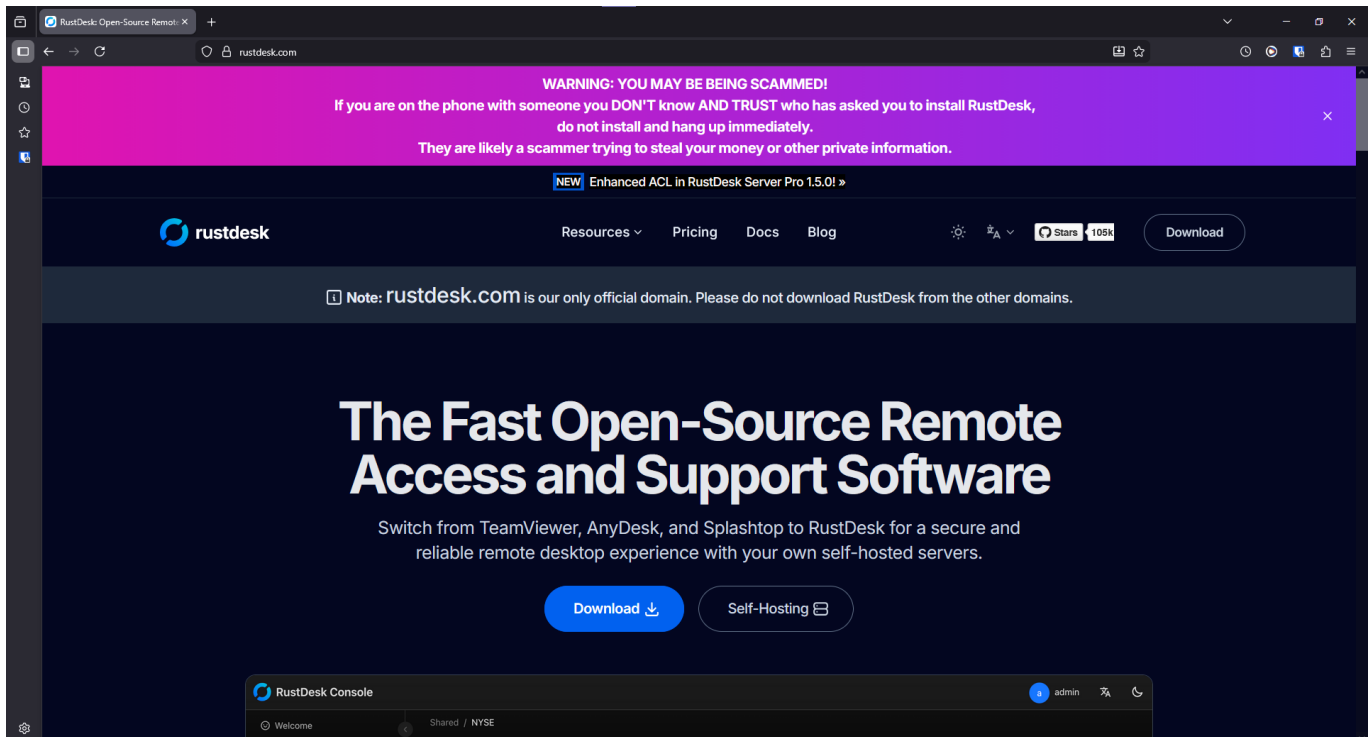 RustDesk: Open-Source Remote
rustdesk.com
WARNING: YOU MAY BE BEING SCAMMED!
If you are on the phone with someone you DON'T know AND TRUST who has asked you to install RustDesk,
do not install and hang up immediately.
They are likely a scammer trying to steal your money or other private information.
NEW Enhanced ACL in RustDesk Server Pro 1.5.0! »
rustdesk
Resources Pricing Docs Blog
Stars 105k
Download
Note: rustdesk.com is our only official domain. Please do not download RustDesk from the other domains.
The Fast Open-Source Remote
Access and Support Software
Switch from TeamViewer, AnyDesk, and Splashtop to RustDesk for a secure and
reliable remote desktop experience with your own self-hosted servers.
Download Self-Hosting
RustDesk Console
a admin
Welcome
Shared / NYSE